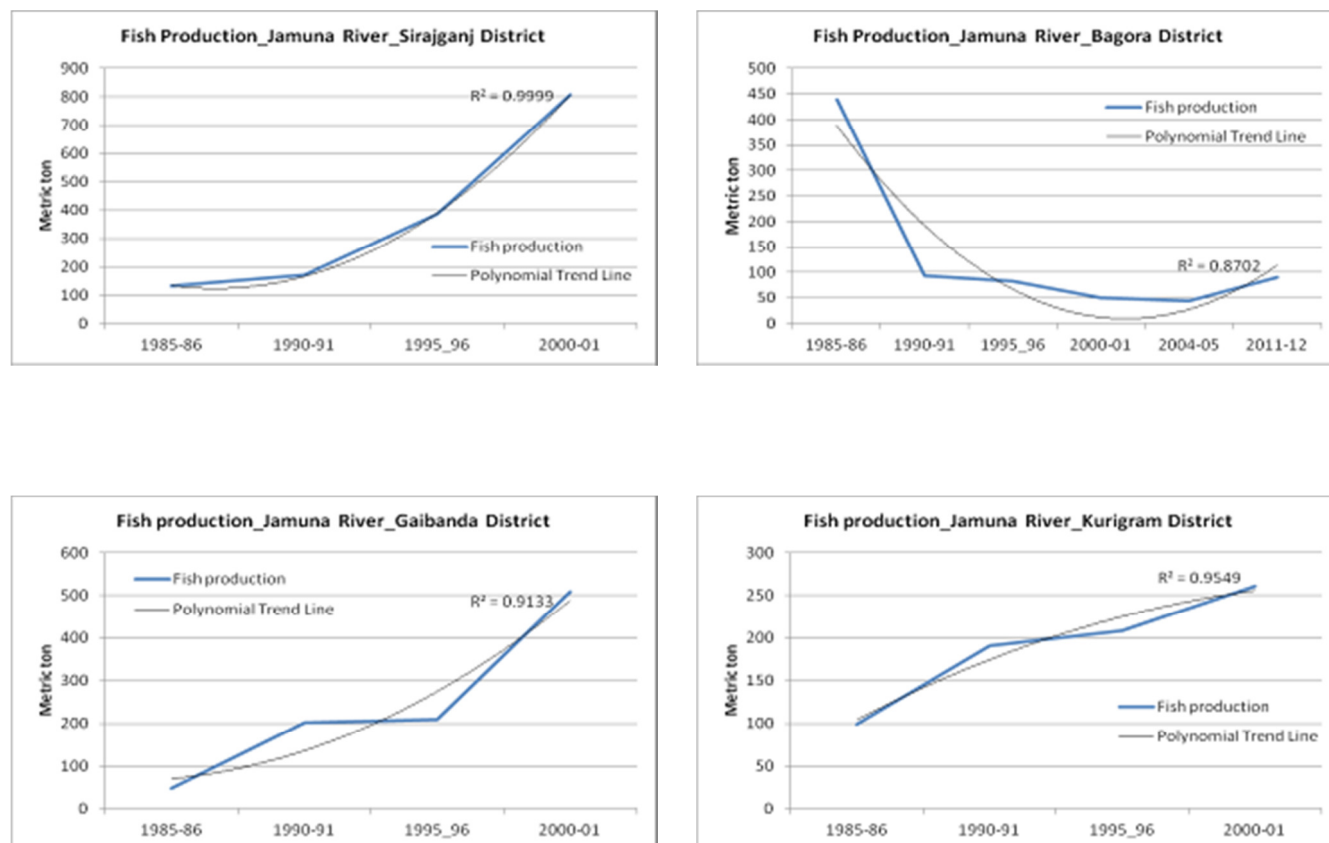 Fish Production_Jamuna River_Sirajganj District
900
800
700
600
500
400
300
200
100
0
Metric ton
R² = 0.9999
Fish production
Polynomial Trend Line
1985-86 1990-91 1995_96 2000-01
Fish Production_Jamuna River_Bagora District
500
450
400
350
300
250
200
150
100
50
0
Metric ton
Fish production
Polynomial Trend Line
R² = 0.8702
1985-86 1990-91 1995_96 2000-01 2004-05 2011-12
Fish production_Jamuna River_Gaibanda District
600
500
400
300
200
100
0
Metric ton
Fish production
Polynomial Trend Line
R² = 0.9133
1985-86 1990-91 1995_96 2000-01
Fish production_Jamuna River_Kurigram District
300
250
200
150
100
50
0
Metric ton
R² = 0.9549
Fish production
Polynomial Trend Line
1985-86 1990-91 1995_96 2000-01